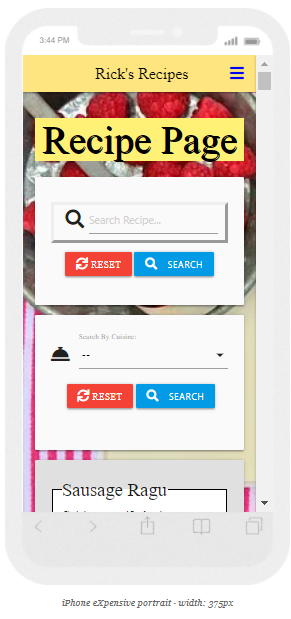 3:44 PM
Rick's Recipes
Recipe Page
Search Recipe...
RESET SEARCH
Search By Cuisine:
--
RESET SEARCH
Sausage Ragu
iPhone eXpensive portrait - width: 375px